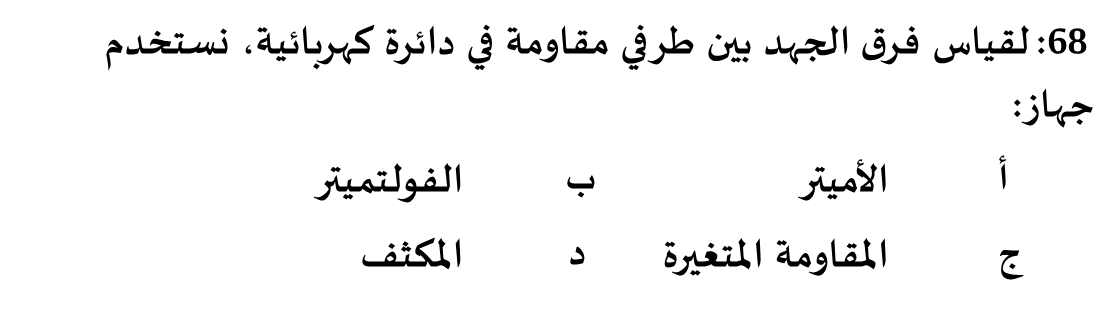 68: لقياس فرق الجهد بين طرفي مقاومة في دائرة كهربائية، نستخدم
جهاز:
أ الأميتر ب الفولتميتر
ج المقاومة المتغيرة د المكثف